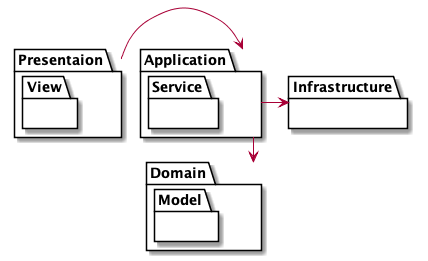 Presentaion
View
Application
Service
Infrastructure
Domain
Model